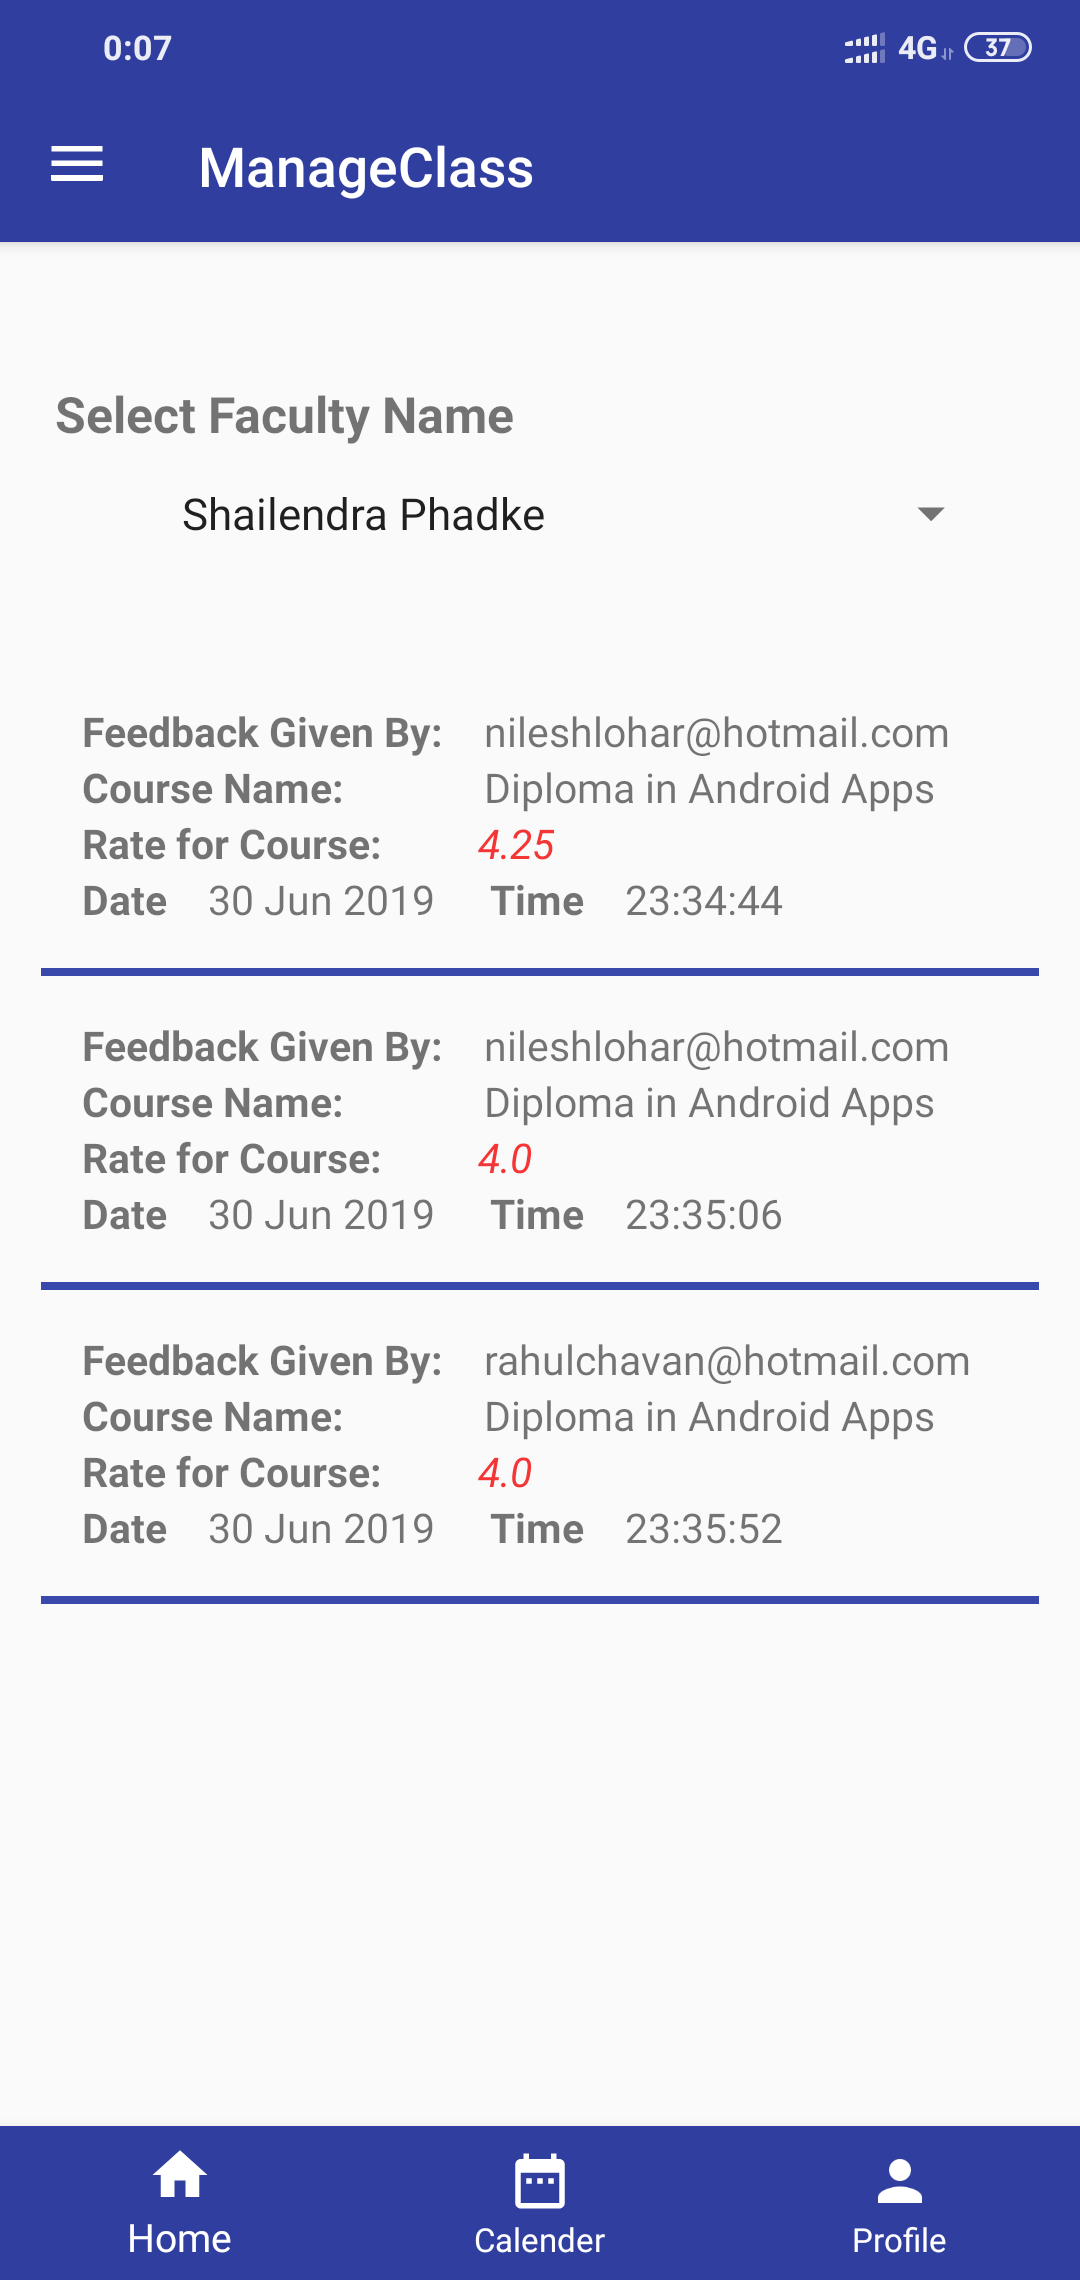 0:07 4G 37
ManageClass
Select Faculty Name
Shailendra Phadke
Feedback Given By: nileshlohar@hotmail.com
Course Name: Diploma in Android Apps
Rate for Course: 4.25
Date 30 Jun 2019 Time 23:34:44
Feedback Given By: nileshlohar@hotmail.com
Course Name: Diploma in Android Apps
Rate for Course: 4.0
Date 30 Jun 2019 Time 23:35:06
Feedback Given By: rahulchavan@hotmail.com
Course Name: Diploma in Android Apps
Rate for Course: 4.0
Date 30 Jun 2019 Time 23:35:52
Home Calender Profile